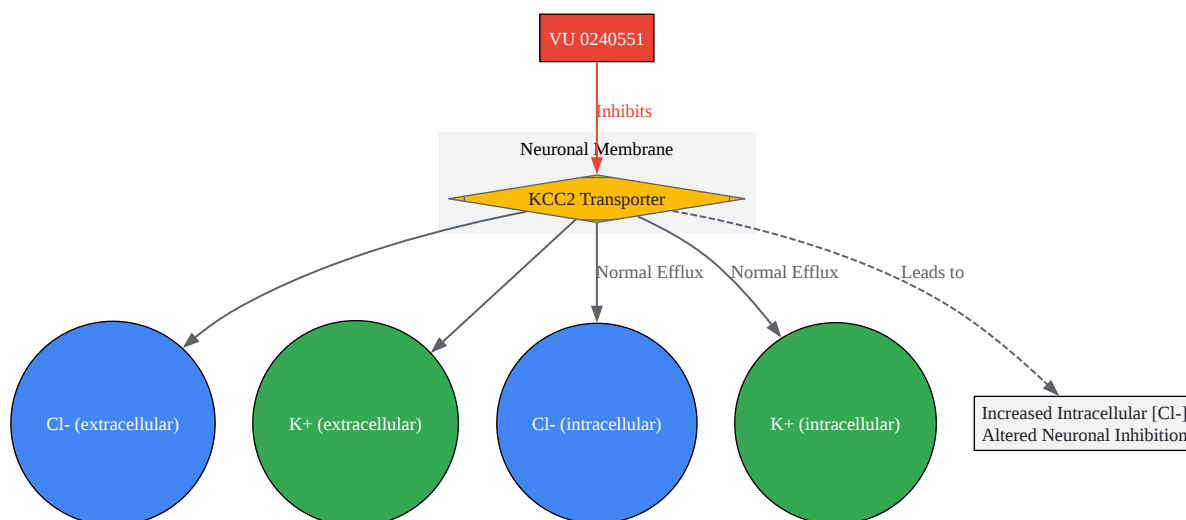 VU 0240551
Inhibits
Neuronal Membrane
KCC2 Transporter
Normal Efflux
Normal Efflux
Leads to
Cl- (extracellular)
K+ (extracellular)
Cl- (intracellular)
K+ (intracellular)
Increased Intracellular [Cl-]
Altered Neuronal Inhibition